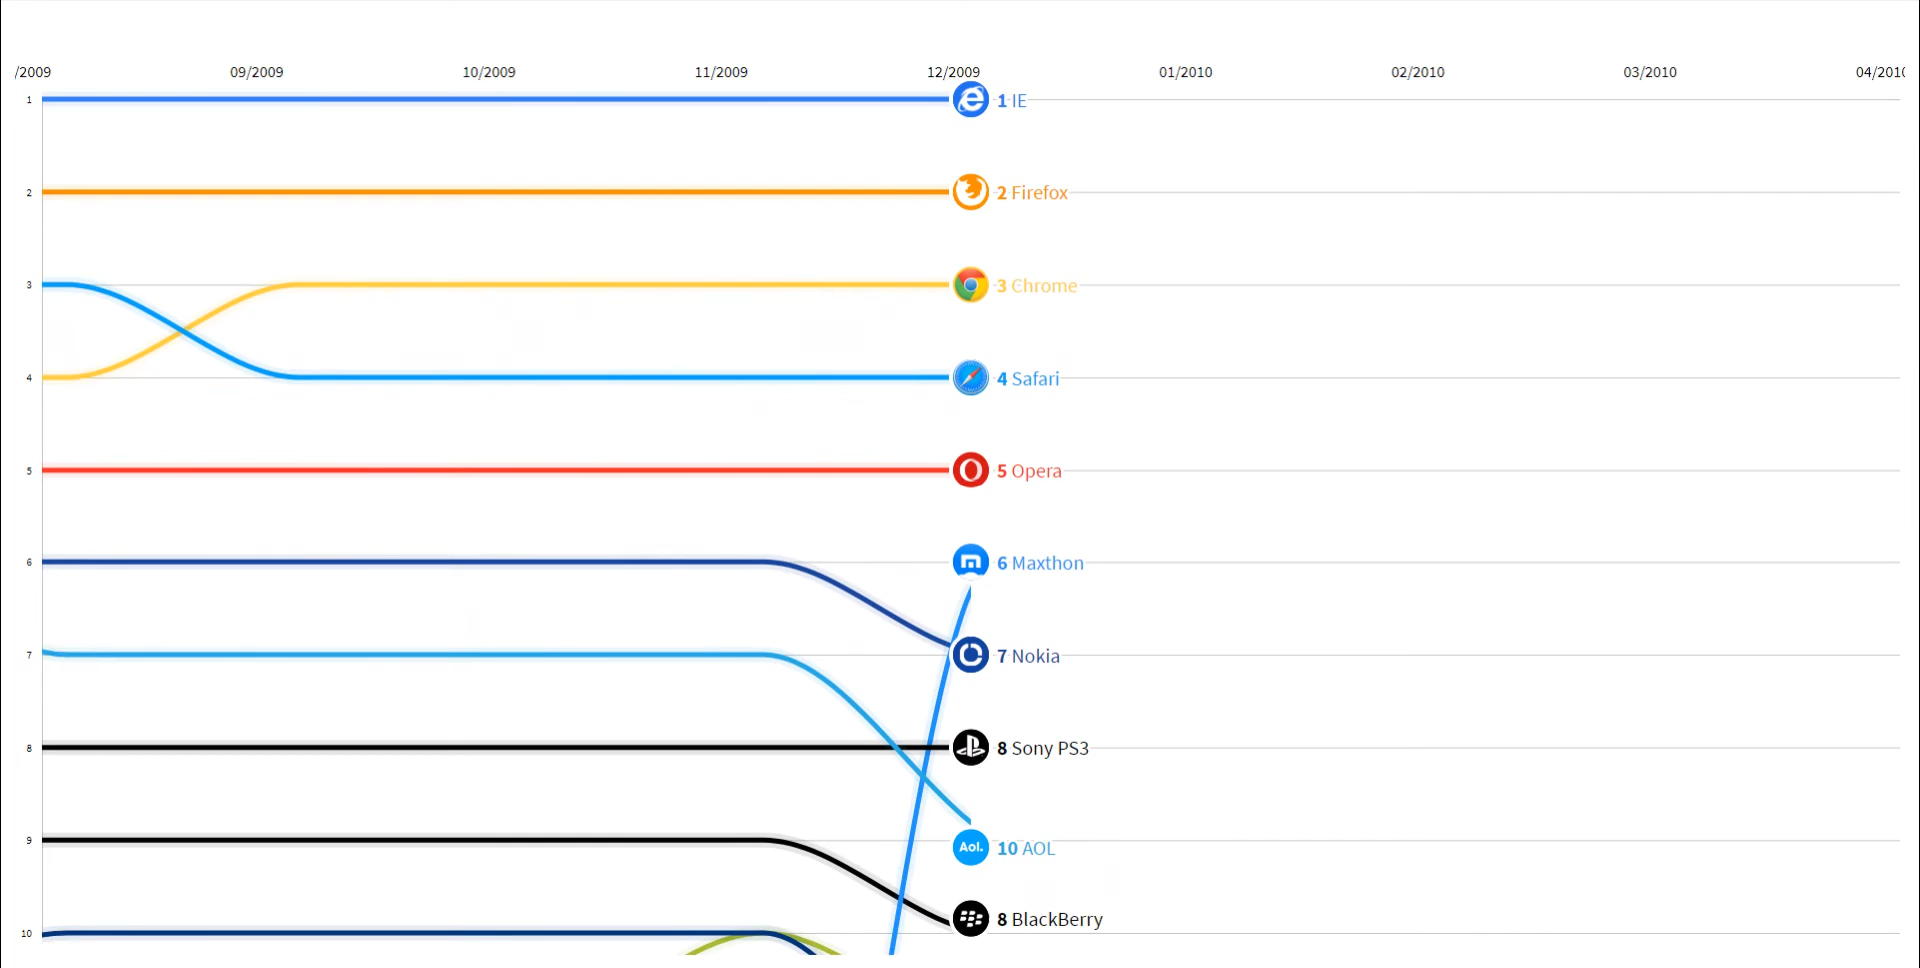 /2009 09/2009 10/2009 11/2009 12/2009 01/2010 02/2010 03/2010 04/2010
1 1 IE
2 2 Firefox
3 3 Chrome
4 4 Safari
5 5 Opera
6 6 Maxthon
7 7 Nokia
8 8 Sony PS3
9 Aol. 10 AOL
8 BlackBerry
10